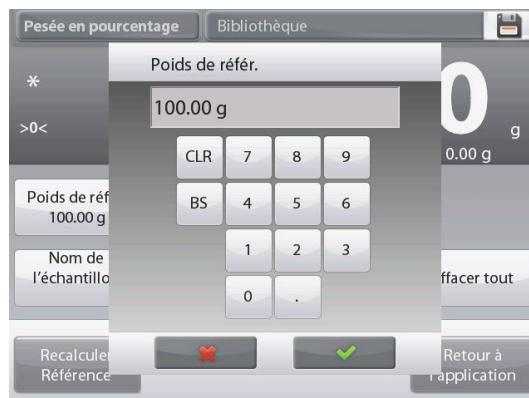 Pesée en pourcentage
Bibliothèque
Poids de référ.
*
100.00 g
0
>0<
g
0.00 g
CLR 7 8 9
BS 4 5 6
1 2 3
0 .
Poids de réf
100.00 g
Nom de
l'échantillo
ffacer tout
Recalculer
Référence
Retour à
l'application